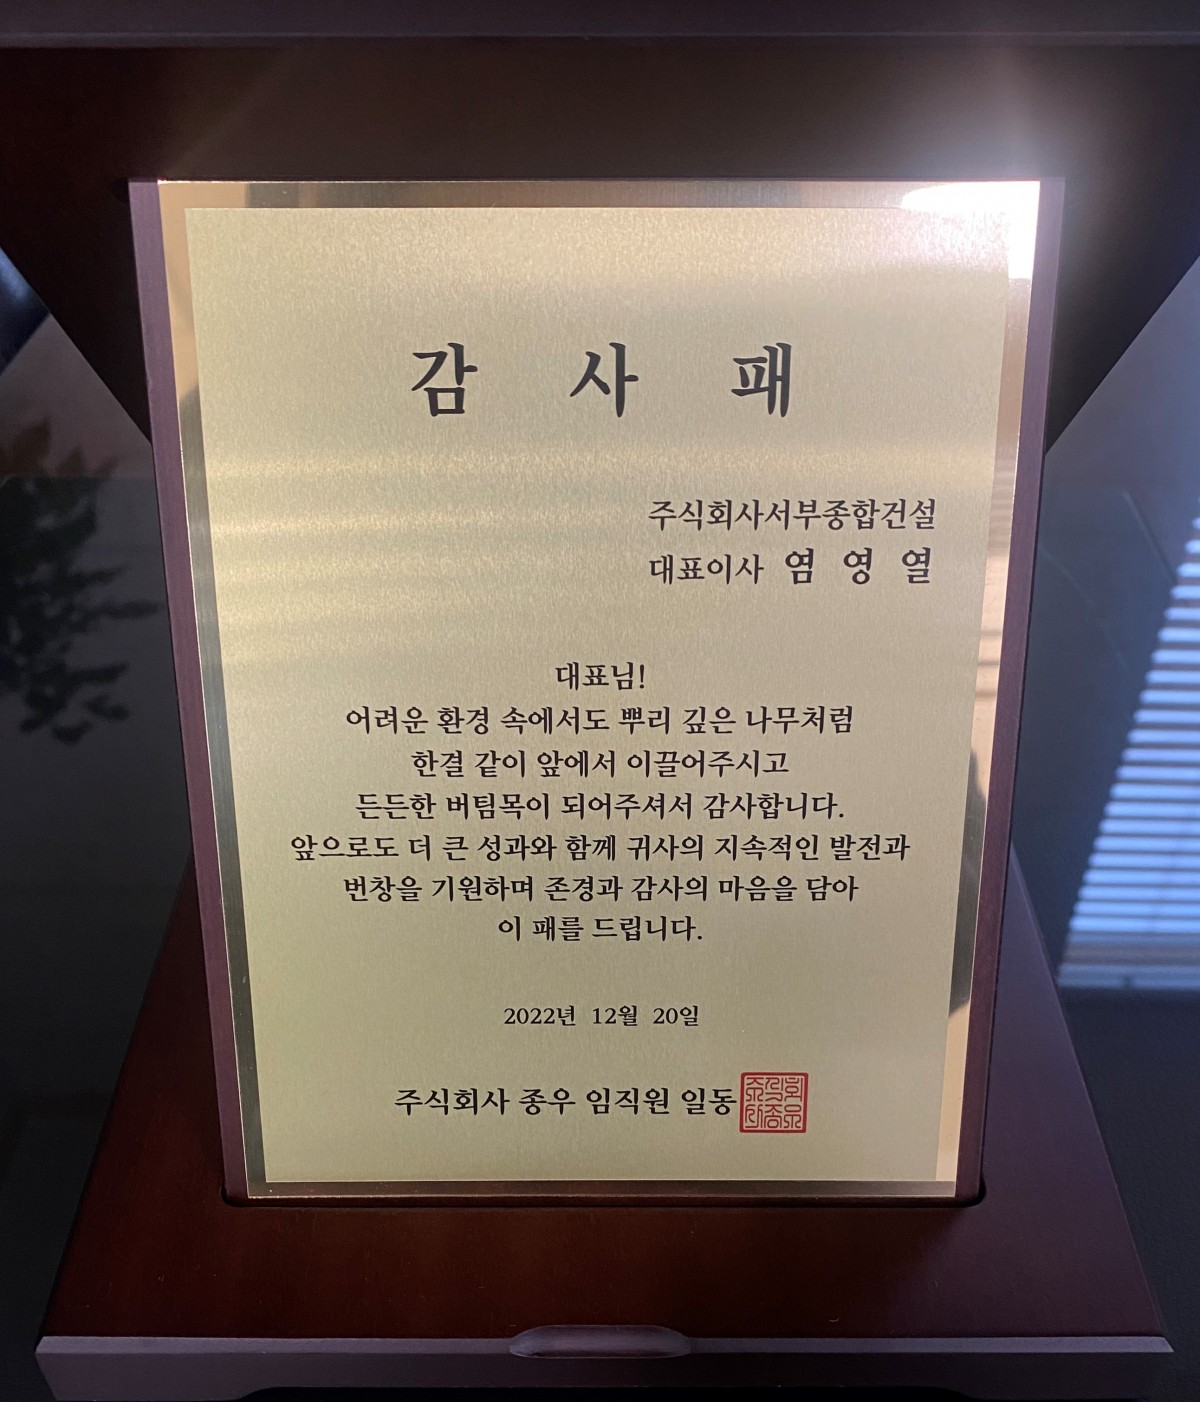 감 사 패
주식회사서부종합건설
대표이사 염 영 열
대표님!
어려운 환경 속에서도 뿌리 깊은 나무처럼
한결 같이 앞에서 이끌어주시고
든든한 버팀목이 되어주셔서 감사합니다.
앞으로도 더 큰 성과와 함께 귀사의 지속적인 발전과
번창을 기원하며 존경과 감사의 마음을 담아
이 패를 드립니다.
2022년 12월 20일
주식회사 종우 임직원 일동